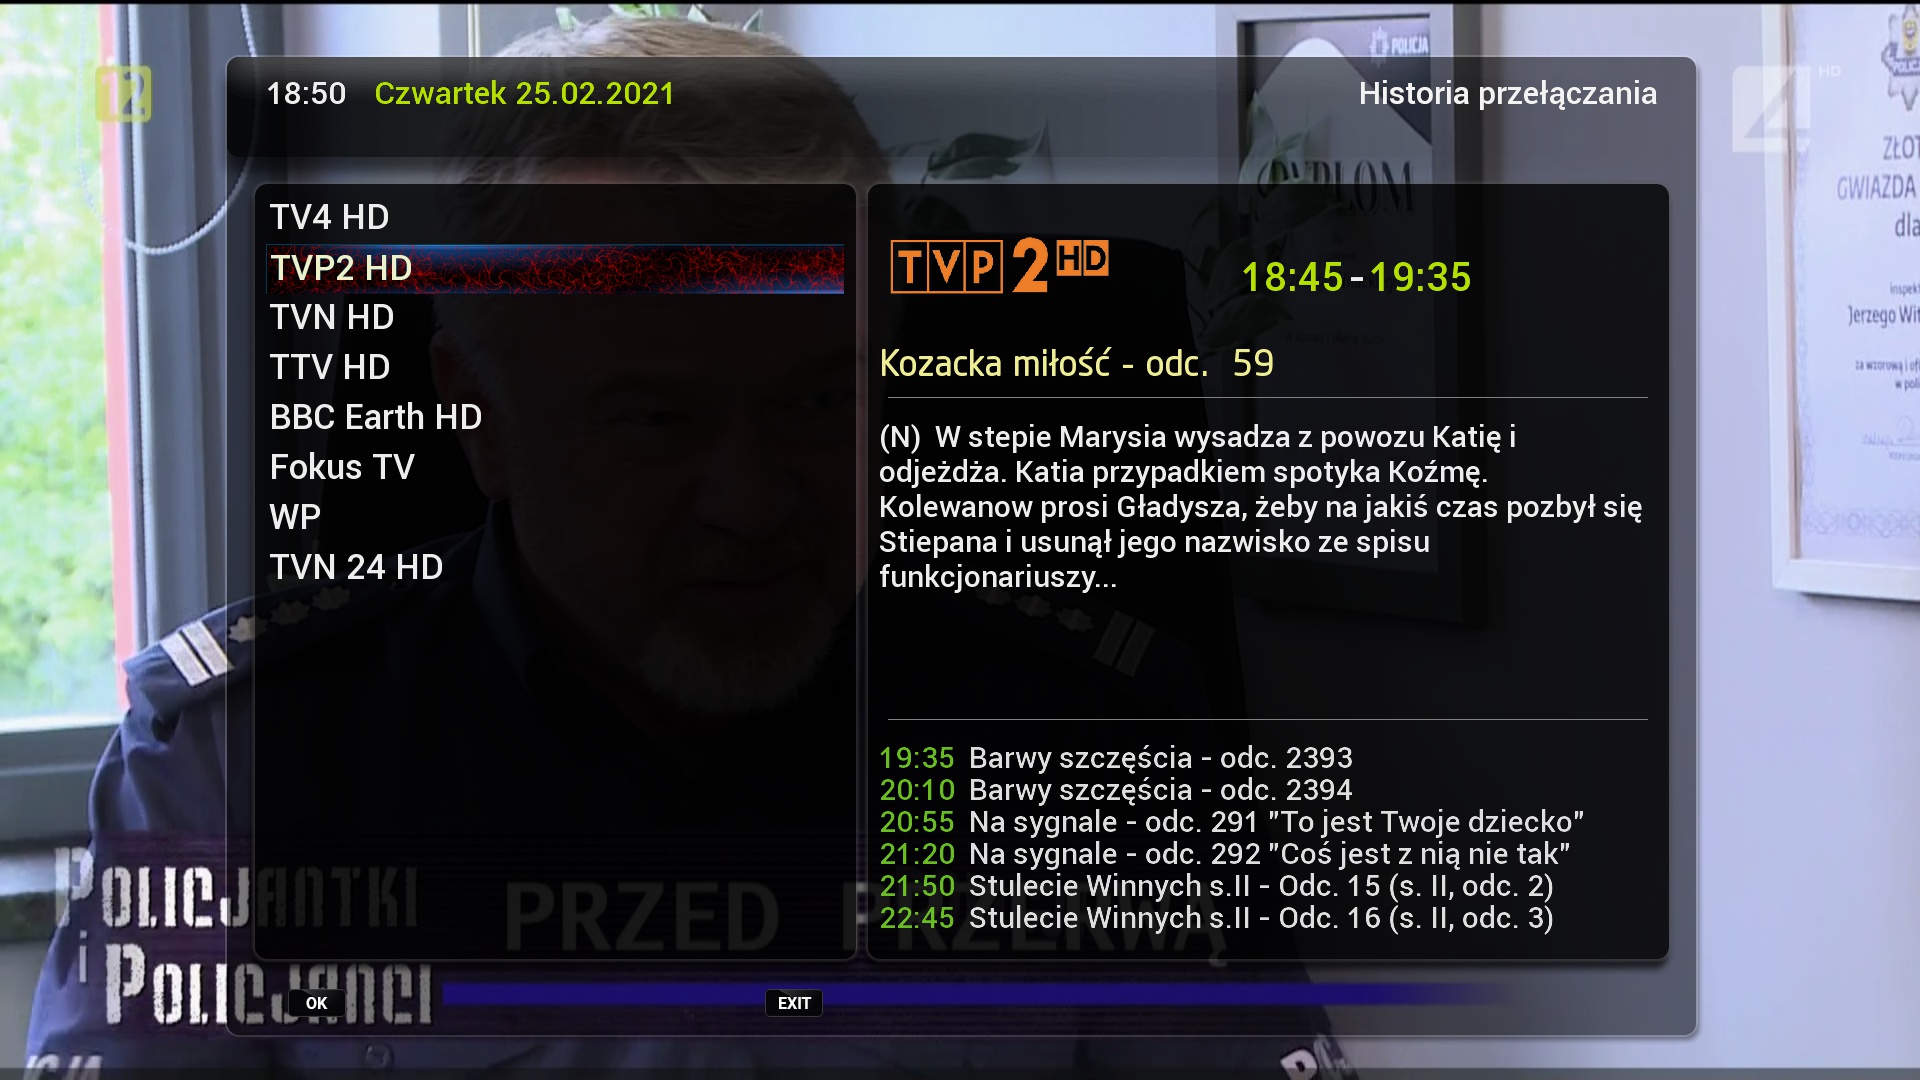 18:50 Czwartek 25.02.2021 Historia przełączania
12
HD
4
POLICJA
DYPLOM
GWIAZDA
dla
Jerzego Wit
TV4 HD
TVP2 HD
TVN HD
TTV HD
BBC Earth HD
Fokus TV
WP
TVN 24 HD
TVP 2 HD 18:45-19:35
Kozacka miłość - odc. 59
(N) W stepie Marysia wysadza z powozu Katię i
odjeżdża. Katia przypadkiem spotyka Koźmę.
Kolewanow prosi Gładysza, żeby na jakiś czas pozbył się
Stiepana i usunął jego nazwisko ze spisu
funkcjonariuszy...
19:35 Barwy szczęścia - odc. 2393
20:10 Barwy szczęścia - odc. 2394
20:55 Na sygnale - odc. 291 "To jest Twoje dziecko"
21:20 Na sygnale - odc. 292 "Coś jest z nią nie tak"
21:50 Stulecie Winnych s.II - Odc. 15 (s. II, odc. 2)
22:45 Stulecie Winnych s.II - Odc. 16 (s. II, odc. 3)
POLICJANTKI
i POLICJANCI
PRZED PRZERWĄ
OK EXIT